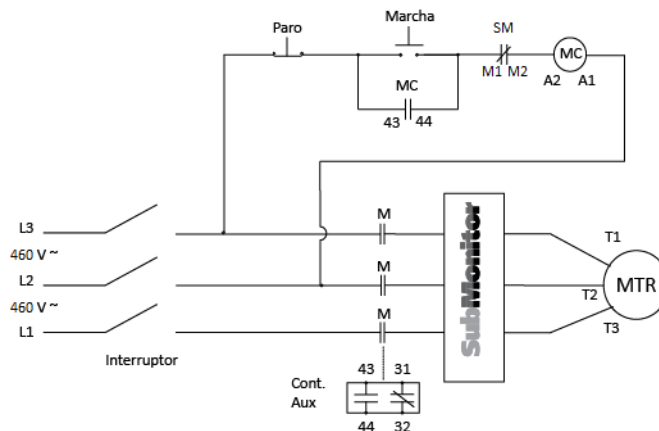 Paro
Marcha
SM
MC
M1 M2
A2 A1
MC
43 44
L3
460 V ~
L2
460 V ~
L1
Interruptor
M
M
M
SubMonitor
T1
T2
T3
MTR
43 31
Cont.
Aux
44 32